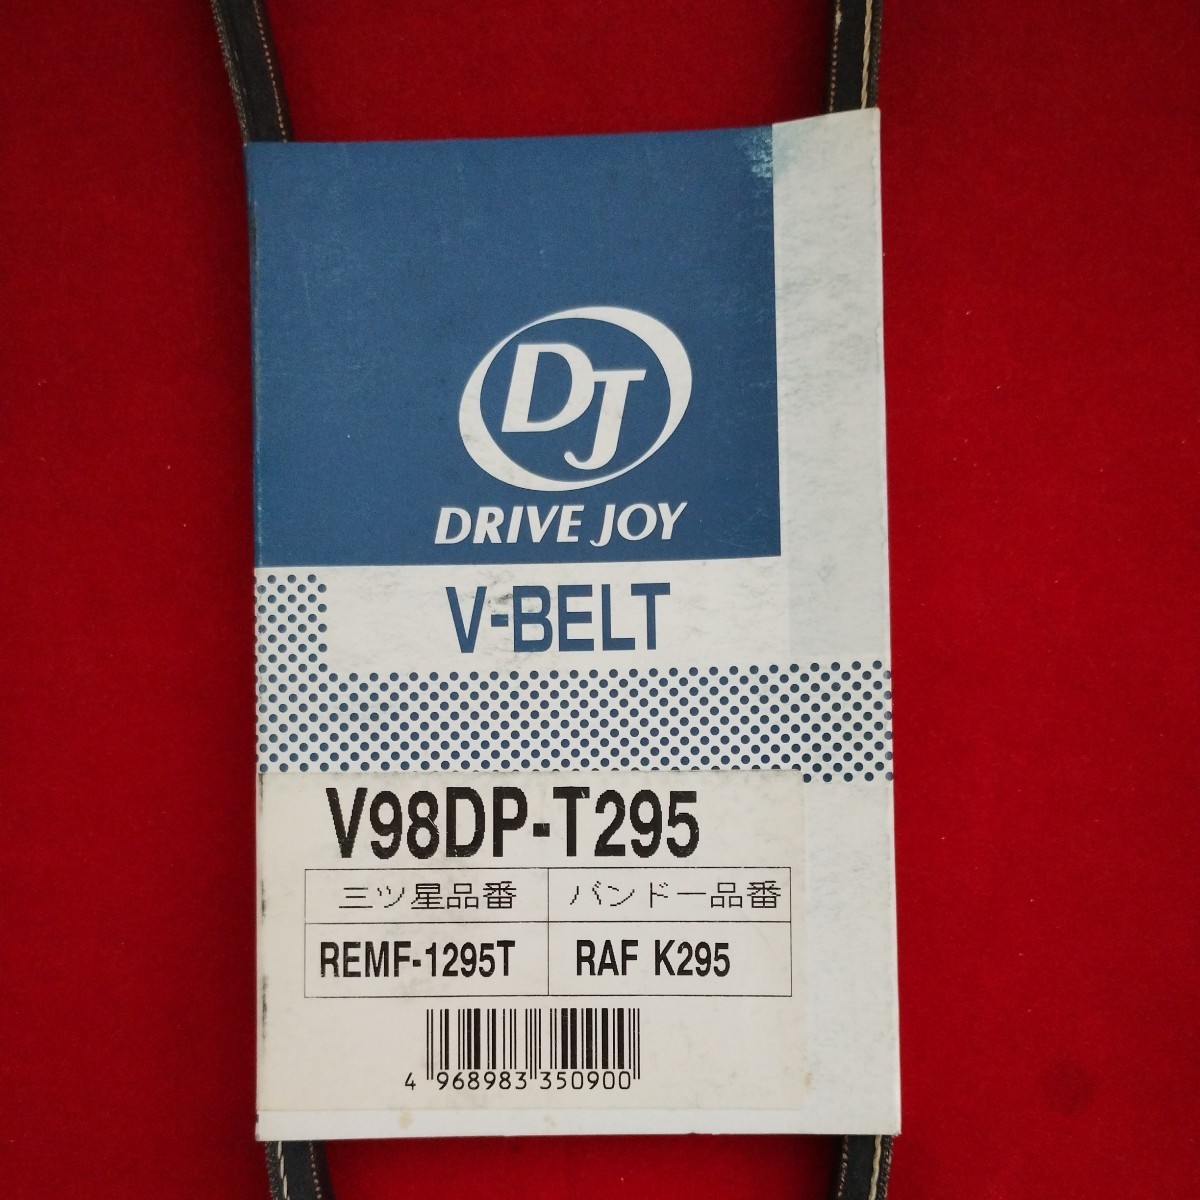 DJ
DRIVE JOY
V-BELT
V98DP-T295
三ツ星品番 バンドー品番
REMF-1295T RAF K295
4 968983 350900